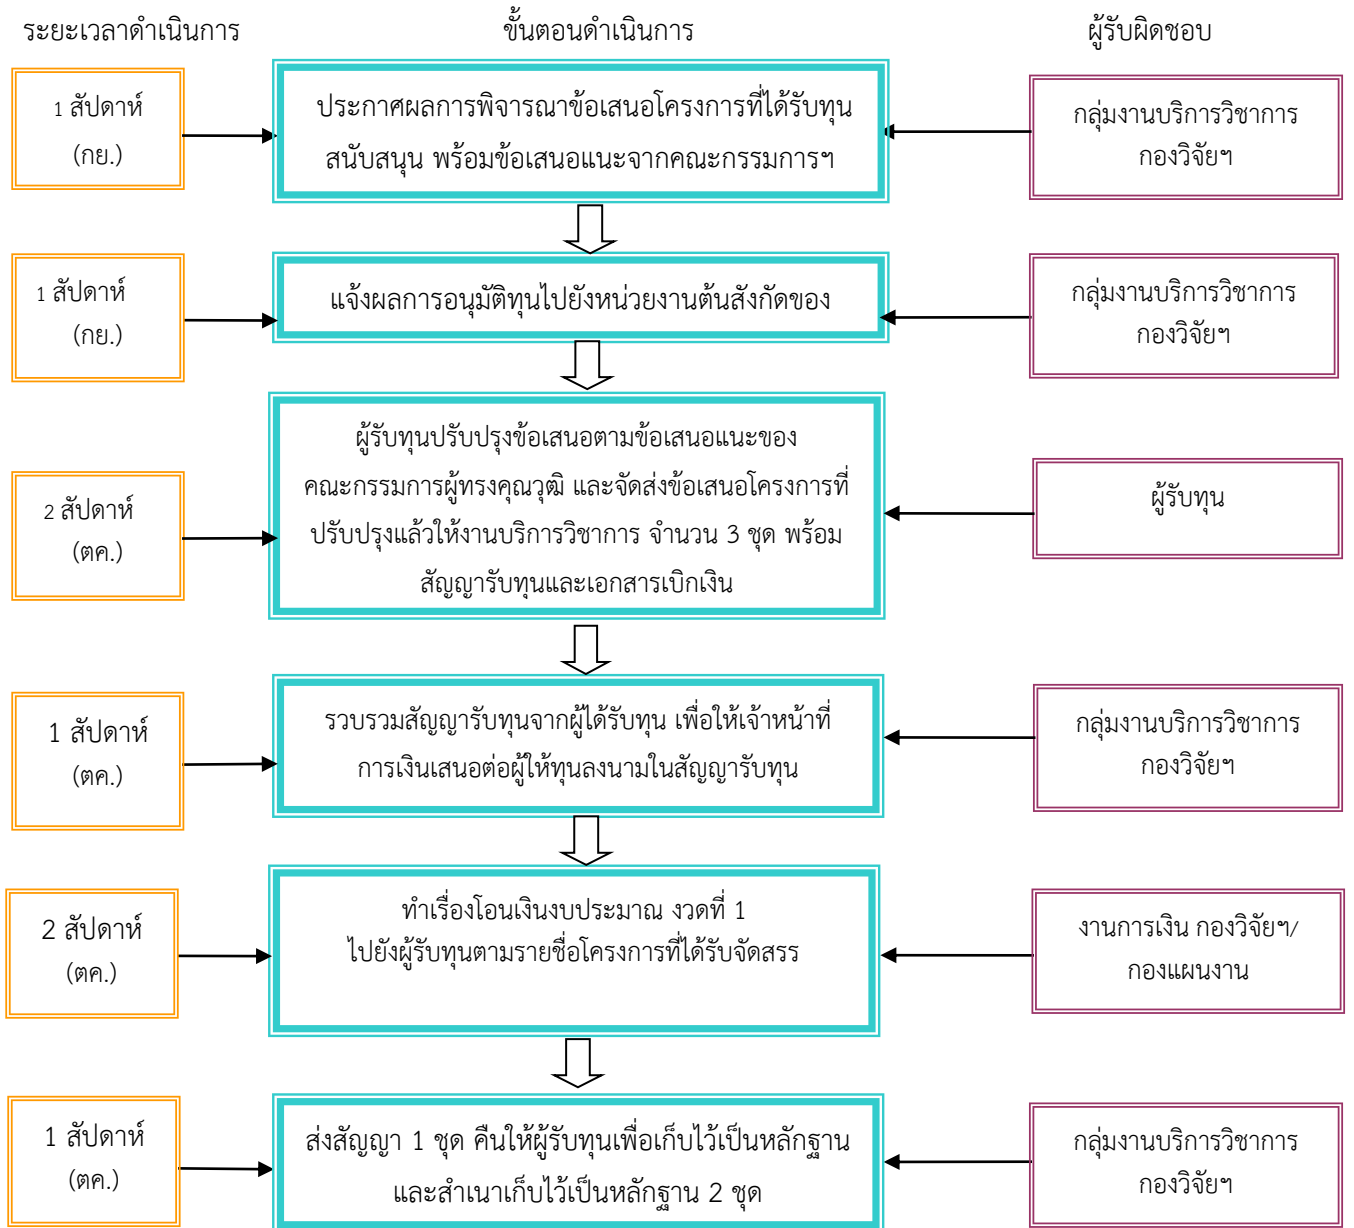 ระยะเวลาดำเนินการ
ขั้นตอนดำเนินการ
ผู้รับผิดชอบ
1 สัปดาห์
(กย.)
ประกาศผลการพิจารณาข้อเสนอโครงการที่ได้รับทุน
สนับสนุน พร้อมข้อเสนอแนะจากคณะกรรมการฯ
กลุ่มงานบริการวิชาการ
กองวิจัยฯ
1 สัปดาห์
(กย.)
แจ้งผลการอนุมัติทุนไปยังหน่วยงานต้นสังกัดของ
กลุ่มงานบริการวิชาการ
กองวิจัยฯ
2 สัปดาห์
(ตค.)
ผู้รับทุนปรับปรุงข้อเสนอตามข้อเสนอแนะของ
คณะกรรมการผู้ทรงคุณวุฒิ และจัดส่งข้อเสนอโครงการที่
ปรับปรุงแล้วให้งานบริการวิชาการ จำนวน 3 ชุด พร้อม
สัญญารับทุนและเอกสารเบิกเงิน
ผู้รับทุน
1 สัปดาห์
(ตค.)
รวบรวมสัญญารับทุนจากผู้ได้รับทุน เพื่อให้เจ้าหน้าที่
การเงินเสนอต่อผู้ให้ทุนลงนามในสัญญารับทุน
กลุ่มงานบริการวิชาการ
กองวิจัยฯ
2 สัปดาห์
(ตค.)
ทำเรื่องโอนเงินงบประมาณ งวดที่ 1
ไปยังผู้รับทุนตามรายชื่อโครงการที่ได้รับจัดสรร
งานการเงิน กองวิจัยฯ/
กองแผนงาน
1 สัปดาห์
(ตค.)
ส่งสัญญา 1 ชุด คืนให้ผู้รับทุนเพื่อเก็บไว้เป็นหลักฐาน
และสำเนาเก็บไว้เป็นหลักฐาน 2 ชุด
กลุ่มงานบริการวิชาการ
กองวิจัยฯ